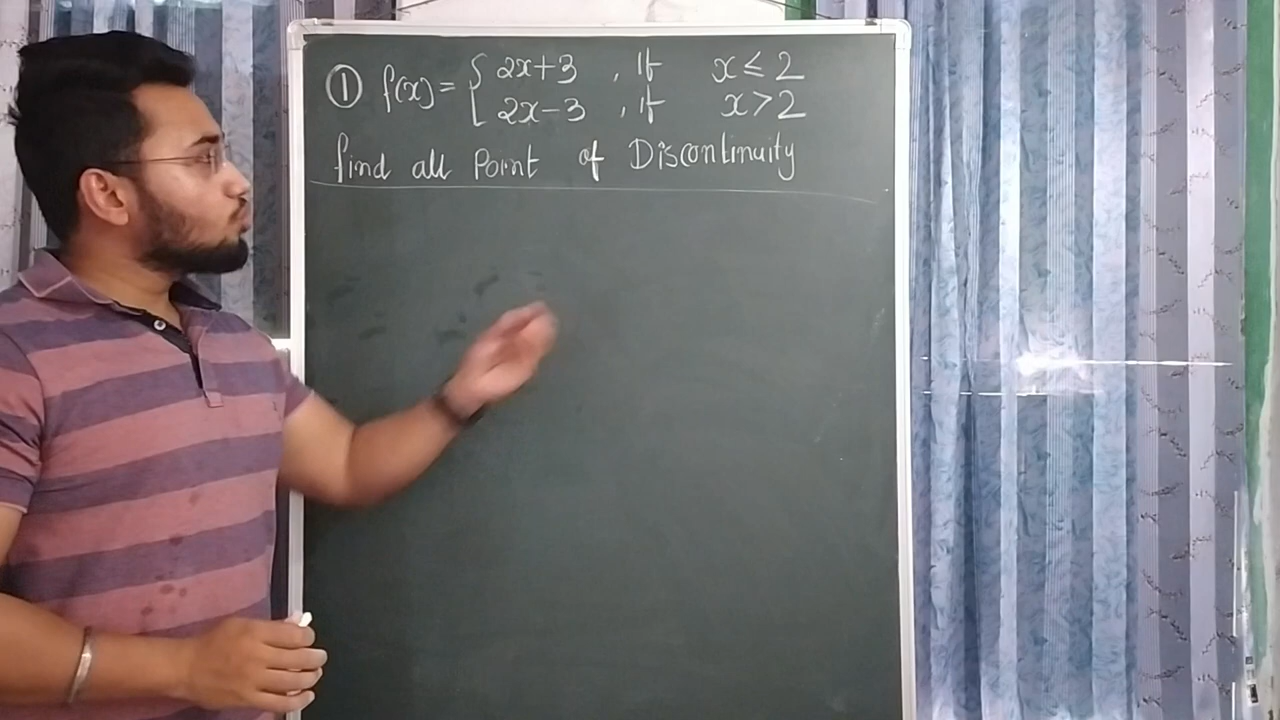 ① f(x) = { 2x+3 , If x ≤ 2
2x-3 , If x > 2
find all Point of Discontinuity